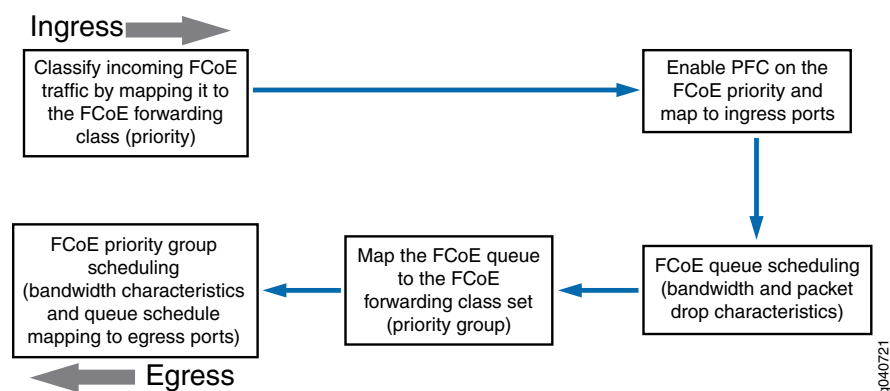 Ingress
Classify incoming FCoE
traffic by mapping it to
the FCoE forwarding
class (priority)
Enable PFC on the
FCoE priority and
map to ingress ports
FCoE queue scheduling
(bandwidth and packet
drop characteristics)
Map the FCoE queue
to the FCoE
forwarding class set
(priority group)
FCoE priority group
scheduling
(bandwidth characteristics
and queue schedule
mapping to egress ports)
Egress
g040721